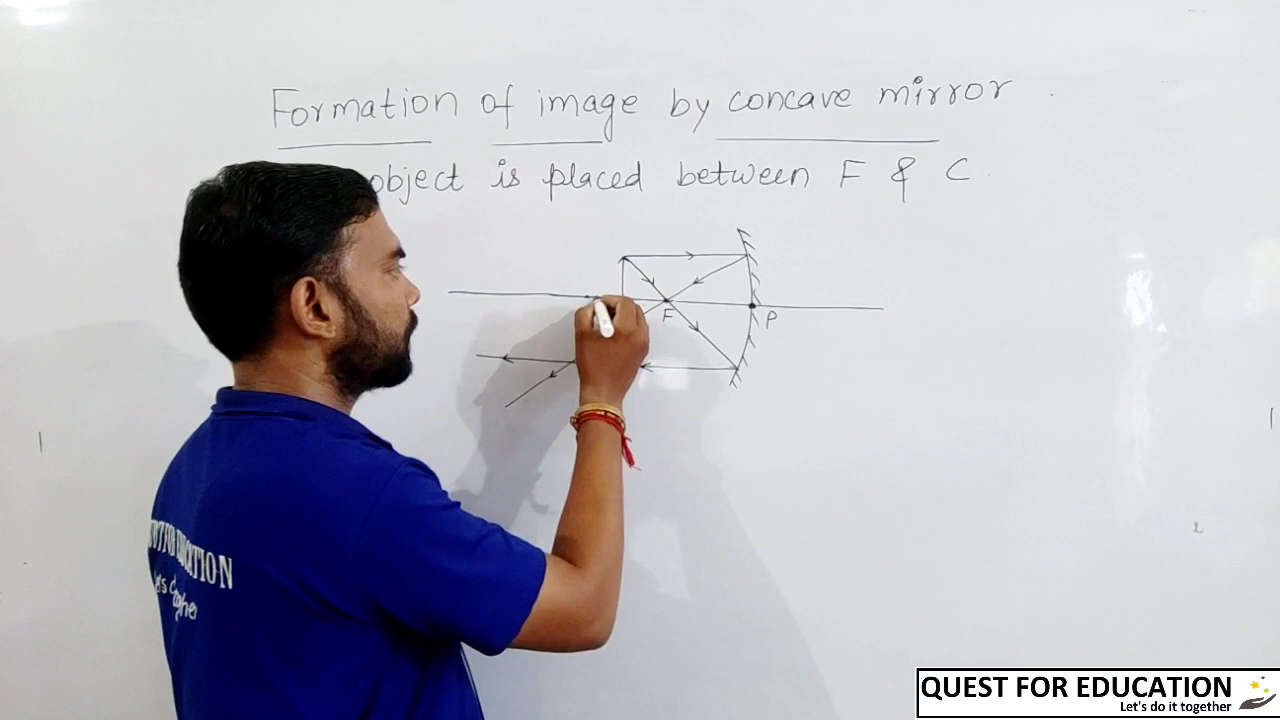 Formation of image by concave mirror
object is placed between F & C
F
P
QUEST FOR EDUCATION
Let's do it together